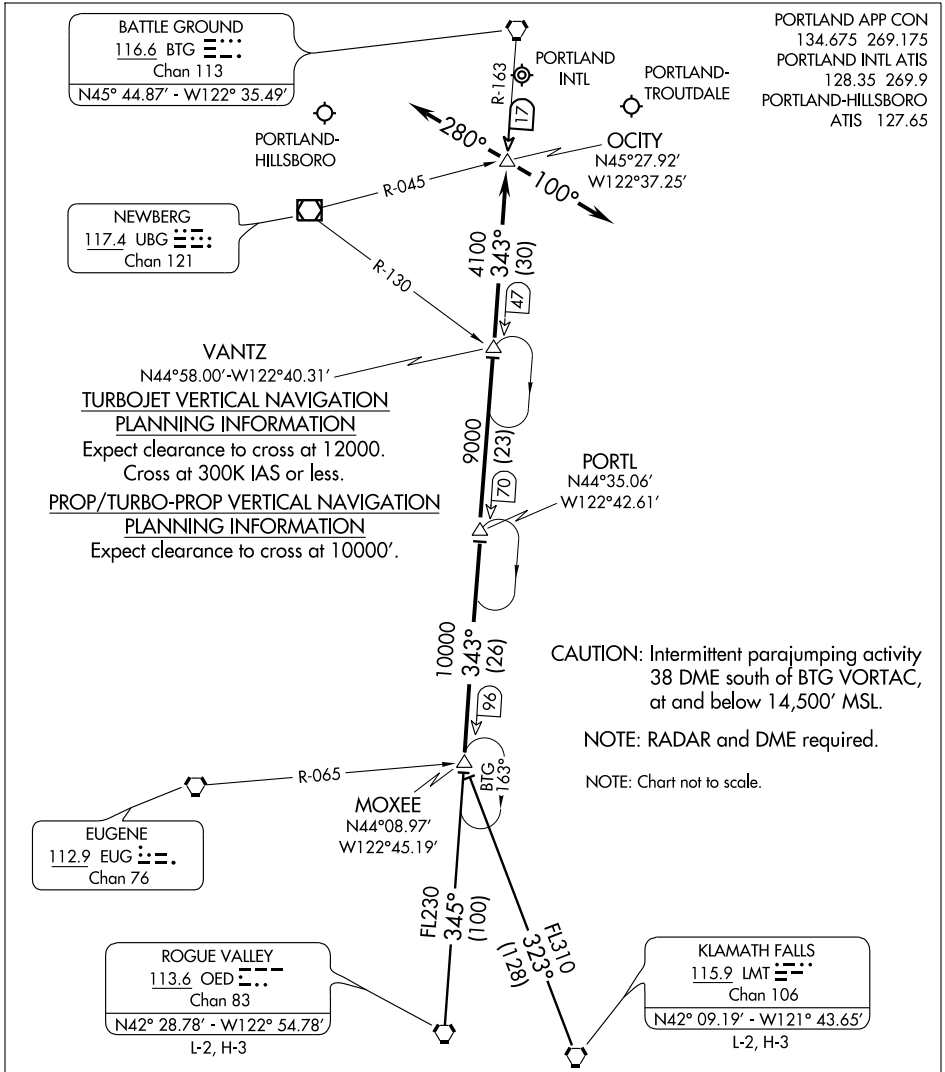 BATTLE GROUND
116.6 BTG
Chan 113
N45° 44.87' - W122° 35.49'
PORTLAND APP CON
134.675 269.175
PORTLAND INTL ATIS
128.35 269.9
PORTLAND-HILLSBORO
ATIS 127.65
R-163
PORTLAND
INTL
PORTLAND-
TROUTDALE
PORTLAND-
HILLSBORO
17
280°
100°
OCITY
N45°27.92'
W122°37.25'
R-045
NEWBERG
117.4 UBG
Chan 121
R-130
4100
343°
(30)
47
VANTZ
N44°58.00'-W122°40.31'
TURBOJET VERTICAL NAVIGATION
PLANNING INFORMATION
Expect clearance to cross at 12000.
Cross at 300K IAS or less.
PROP/TURBO-PROP VERTICAL NAVIGATION
PLANNING INFORMATION
Expect clearance to cross at 10000'.
9000
(23)
70
PORTL
N44°35.06'
W122°42.61'
10000
343°
(26)
96
CAUTION: Intermittent parajumping activity
38 DME south of BTG VORTAC,
at and below 14,500' MSL.
NOTE: RADAR and DME required.
NOTE: Chart not to scale.
R-065
BTG
163°
MOXEE
N44°08.97'
W122°45.19'
EUGENE
112.9 EUG
Chan 76
FL230
345°
(100)
FL310
323°
(128)
ROGUE VALLEY
113.6 OED
Chan 83
N42° 28.78' - W122° 54.78'
L-2, H-3
KLAMATH FALLS
115.9 LMT
Chan 106
N42° 09.19' - W121° 43.65'
L-2, H-3